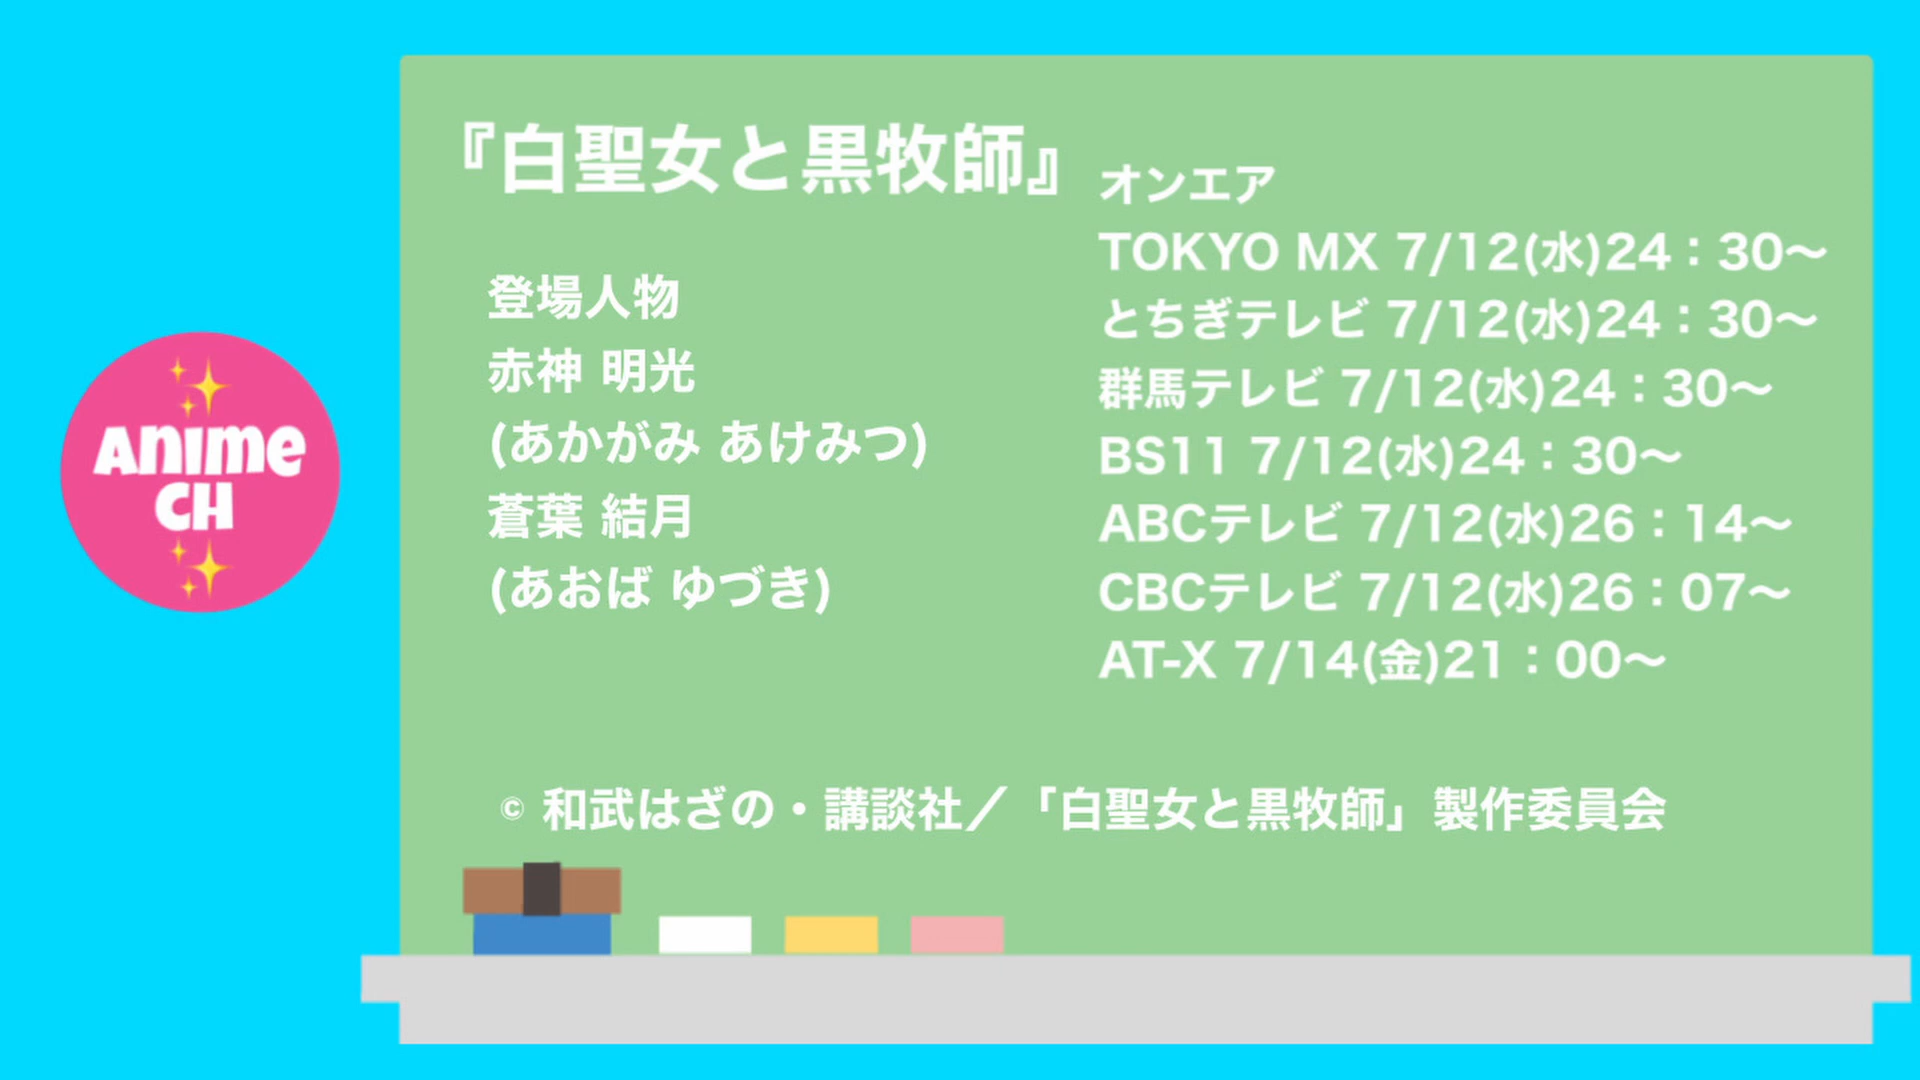 Anime
CH
『白聖女と黒牧師』
登場人物
赤神 明光
(あかがみ あけみつ)
蒼葉 結月
(あおば ゆづき)
オンエア
TOKYO MX 7/12(水)24：30〜
とちぎテレビ 7/12(水)24：30〜
群馬テレビ 7/12(水)24：30〜
BS11 7/12(水)24：30〜
ABCテレビ 7/12(水)26：14〜
CBCテレビ 7/12(水)26：07〜
AT-X 7/14(金)21：00〜
© 和武はざの・講談社／「白聖女と黒牧師」製作委員会